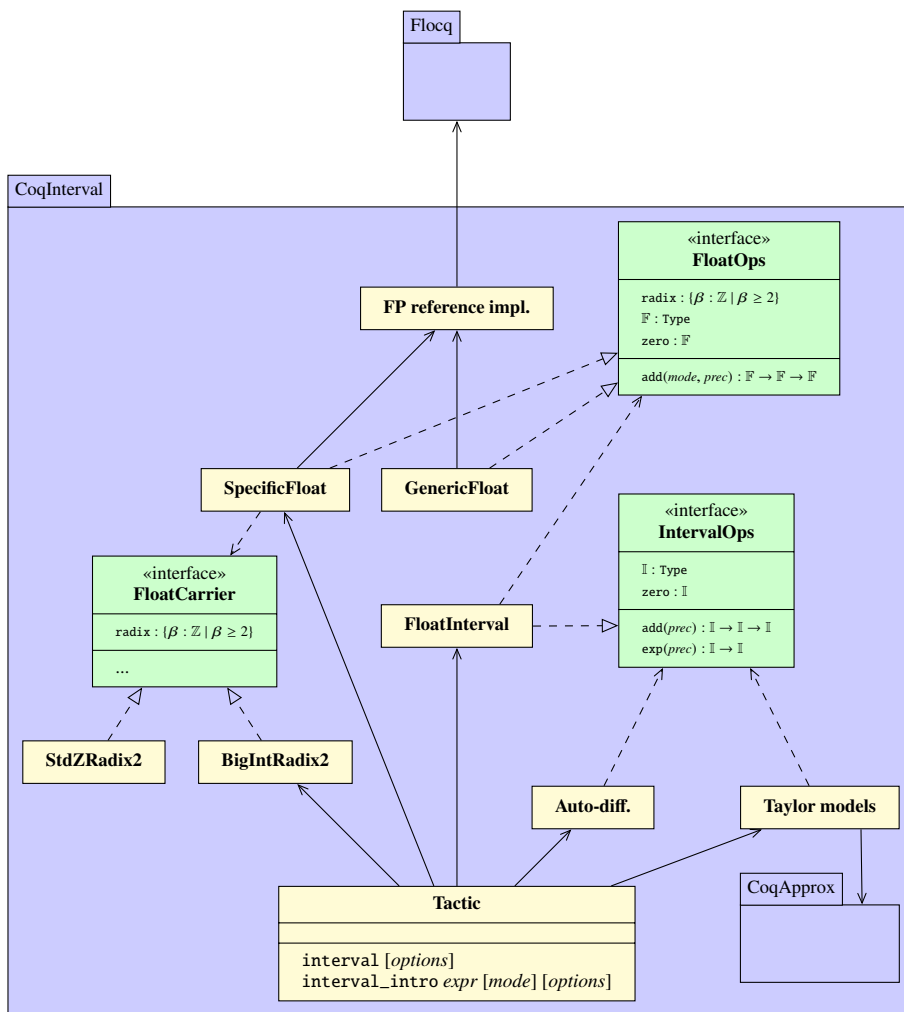 Flocq
CoqInterval
«interface»
FloatOps
radix : {β : ℤ | β ≥ 2}
𝔽 : Type
zero : 𝔽
add(mode, prec) : 𝔽 → 𝔽 → 𝔽
FP reference impl.
SpecificFloat
GenericFloat
«interface»
IntervalOps
𝕀 : Type
zero : 𝕀
add(prec) : 𝕀 → 𝕀 → 𝕀
exp(prec) : 𝕀 → 𝕀
«interface»
FloatCarrier
radix : {β : ℤ | β ≥ 2}
...
FloatInterval
StdZRadix2
BigIntRadix2
Auto-diff.
Taylor models
CoqApprox
Tactic
interval [options]
interval_intro expr [mode] [options]